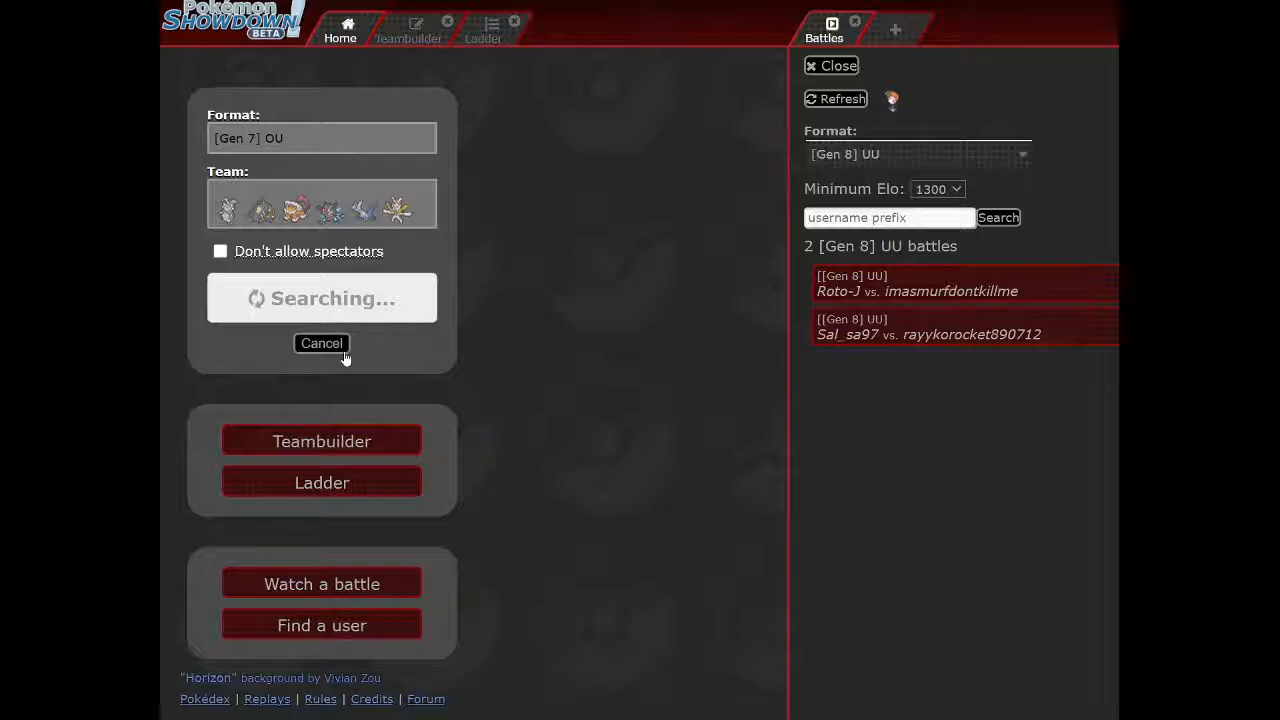 Pokémon
SHOWDOWN!
BETA
Home
Teambuilder
Ladder
Battles
Format:
[Gen 7] OU
Team:
Don't allow spectators
Searching...
Cancel
Teambuilder
Ladder
Watch a battle
Find a user
"Horizon" background by Vivian Zou
Pokédex | Replays | Rules | Credits | Forum
Close
Refresh
Format:
[Gen 8] UU
Minimum Elo: 1300
username prefix Search
2 [Gen 8] UU battles
[[Gen 8] UU]
Roto-J vs. imasmurfdontkillme
[[Gen 8] UU]
Sal_sa97 vs. rayykorocket890712